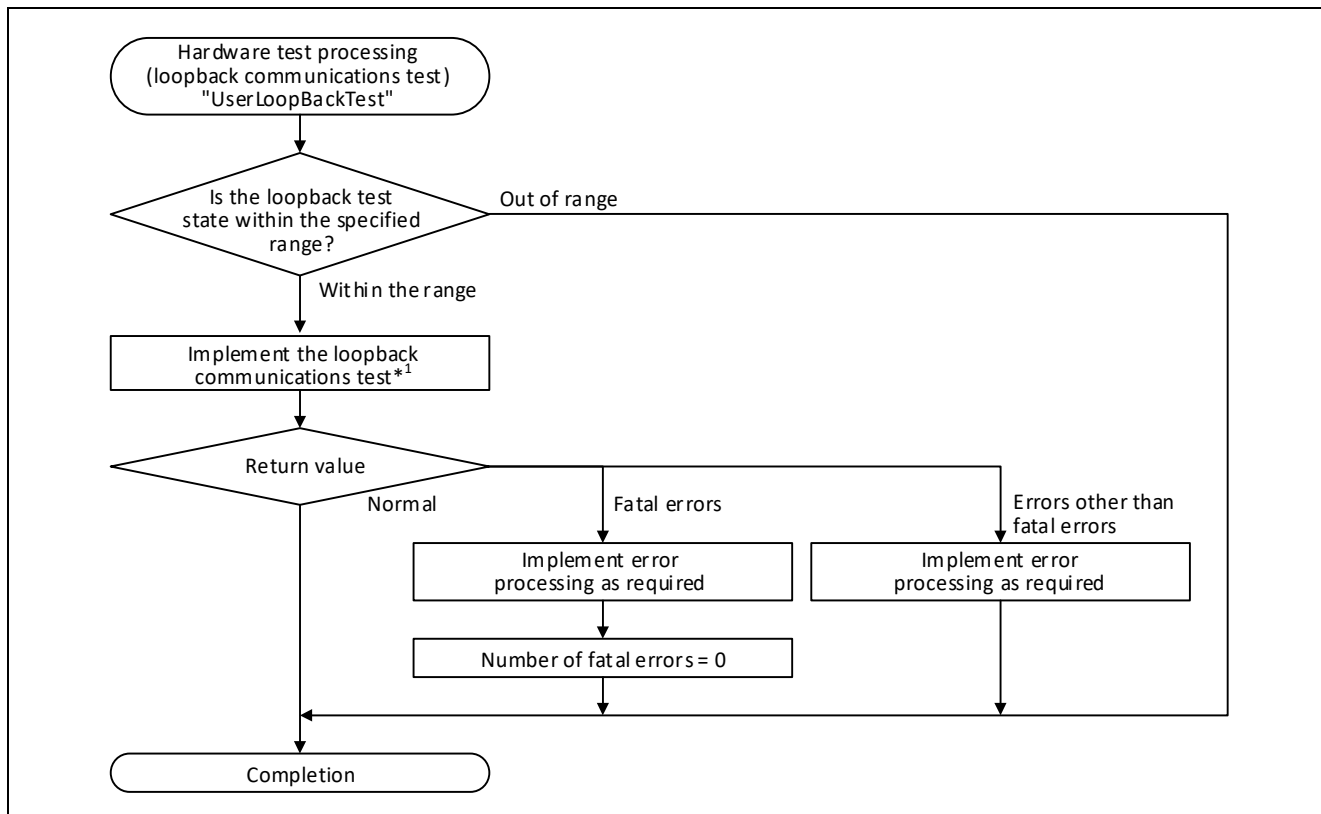 Hardware test processing
(loopback communications test)
"UserLoopBackTest"
Is the loopback test
state within the specified
range?
Out of range
Within the range
Implement the loopback
communications test*1
Return value
Normal
Fatal errors
Errors other than
fatal errors
Implement error
processing as required
Implement error
processing as required
Number of fatal errors = 0
Completion